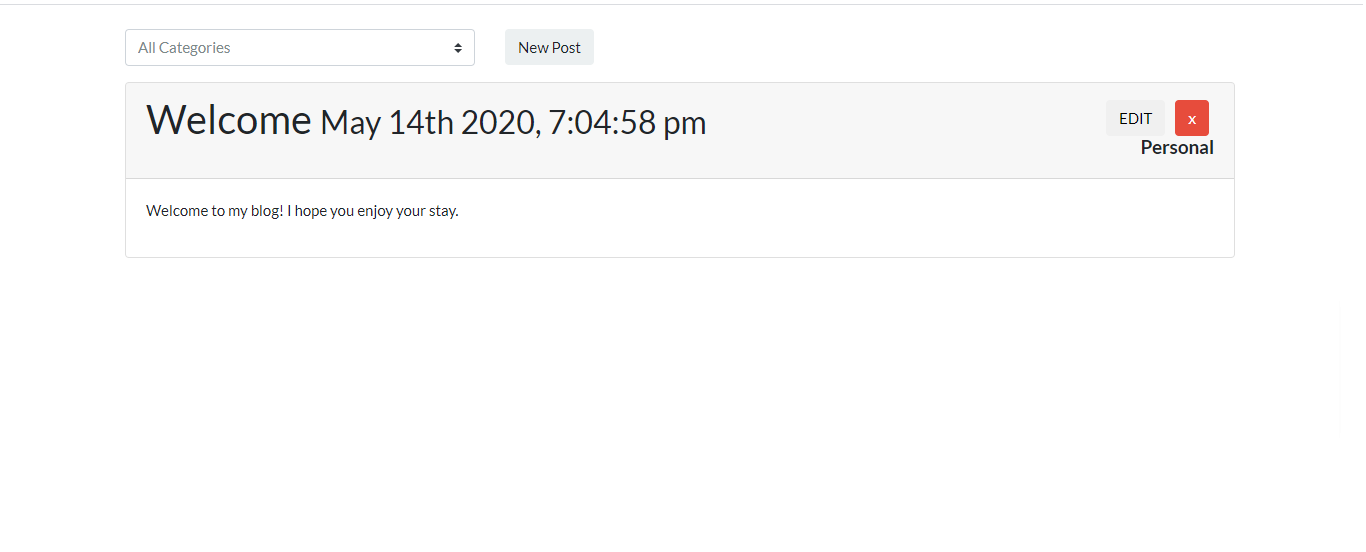 All Categories
New Post
Welcome May 14th 2020, 7:04:58 pm
EDIT
x
Personal
Welcome to my blog! I hope you enjoy your stay.